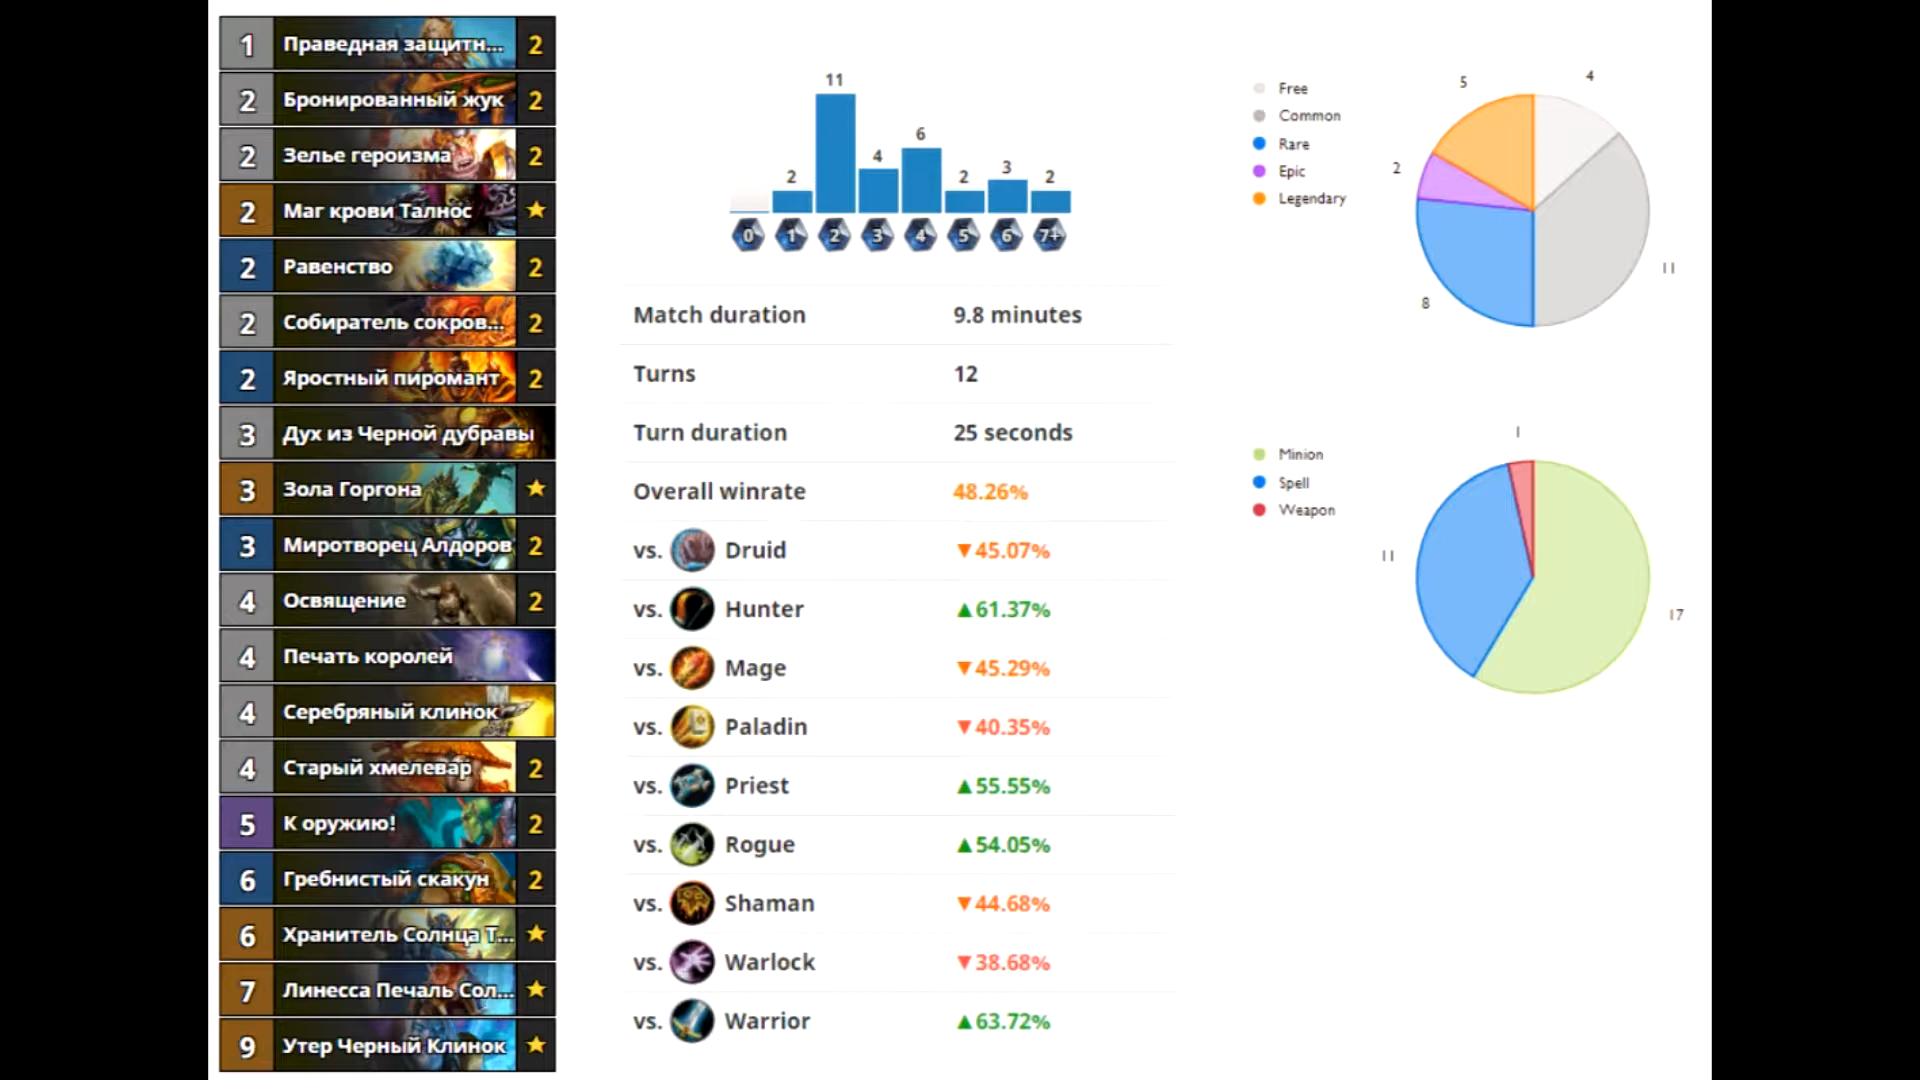 1 Праведная защитн... 2
2 Бронированный жук 2
2 Зелье героизма 2
2 Маг крови Талнос
2 Равенство 2
2 Собиратель сокров... 2
2 Яростный пиромант 2
3 Дух из Черной дубравы
3 Зола Горгона
3 Миротворец Алдоров 2
4 Освящение 2
4 Печать королей
4 Серебряный клинок
4 Старый хмелевар 2
5 К оружию! 2
6 Гребнистый скакун 2
6 Хранитель Солнца Т...
7 Линесса Печаль Сол...
9 Утер Черный Клинок
2 11 4 6 2 3 2
0 1 2 3 4 5 6 7+
Match duration 9.8 minutes
Turns 12
Turn duration 25 seconds
Overall winrate 48.26%
vs. Druid ▼45.07%
vs. Hunter ▲61.37%
vs. Mage ▼45.29%
vs. Paladin ▼40.35%
vs. Priest ▲55.55%
vs. Rogue ▲54.05%
vs. Shaman ▼44.68%
vs. Warlock ▼38.68%
vs. Warrior ▲63.72%
Free
Common
Rare
Epic
Legendary
5 4
2
11
8
Minion
Spell
Weapon
1
11
17